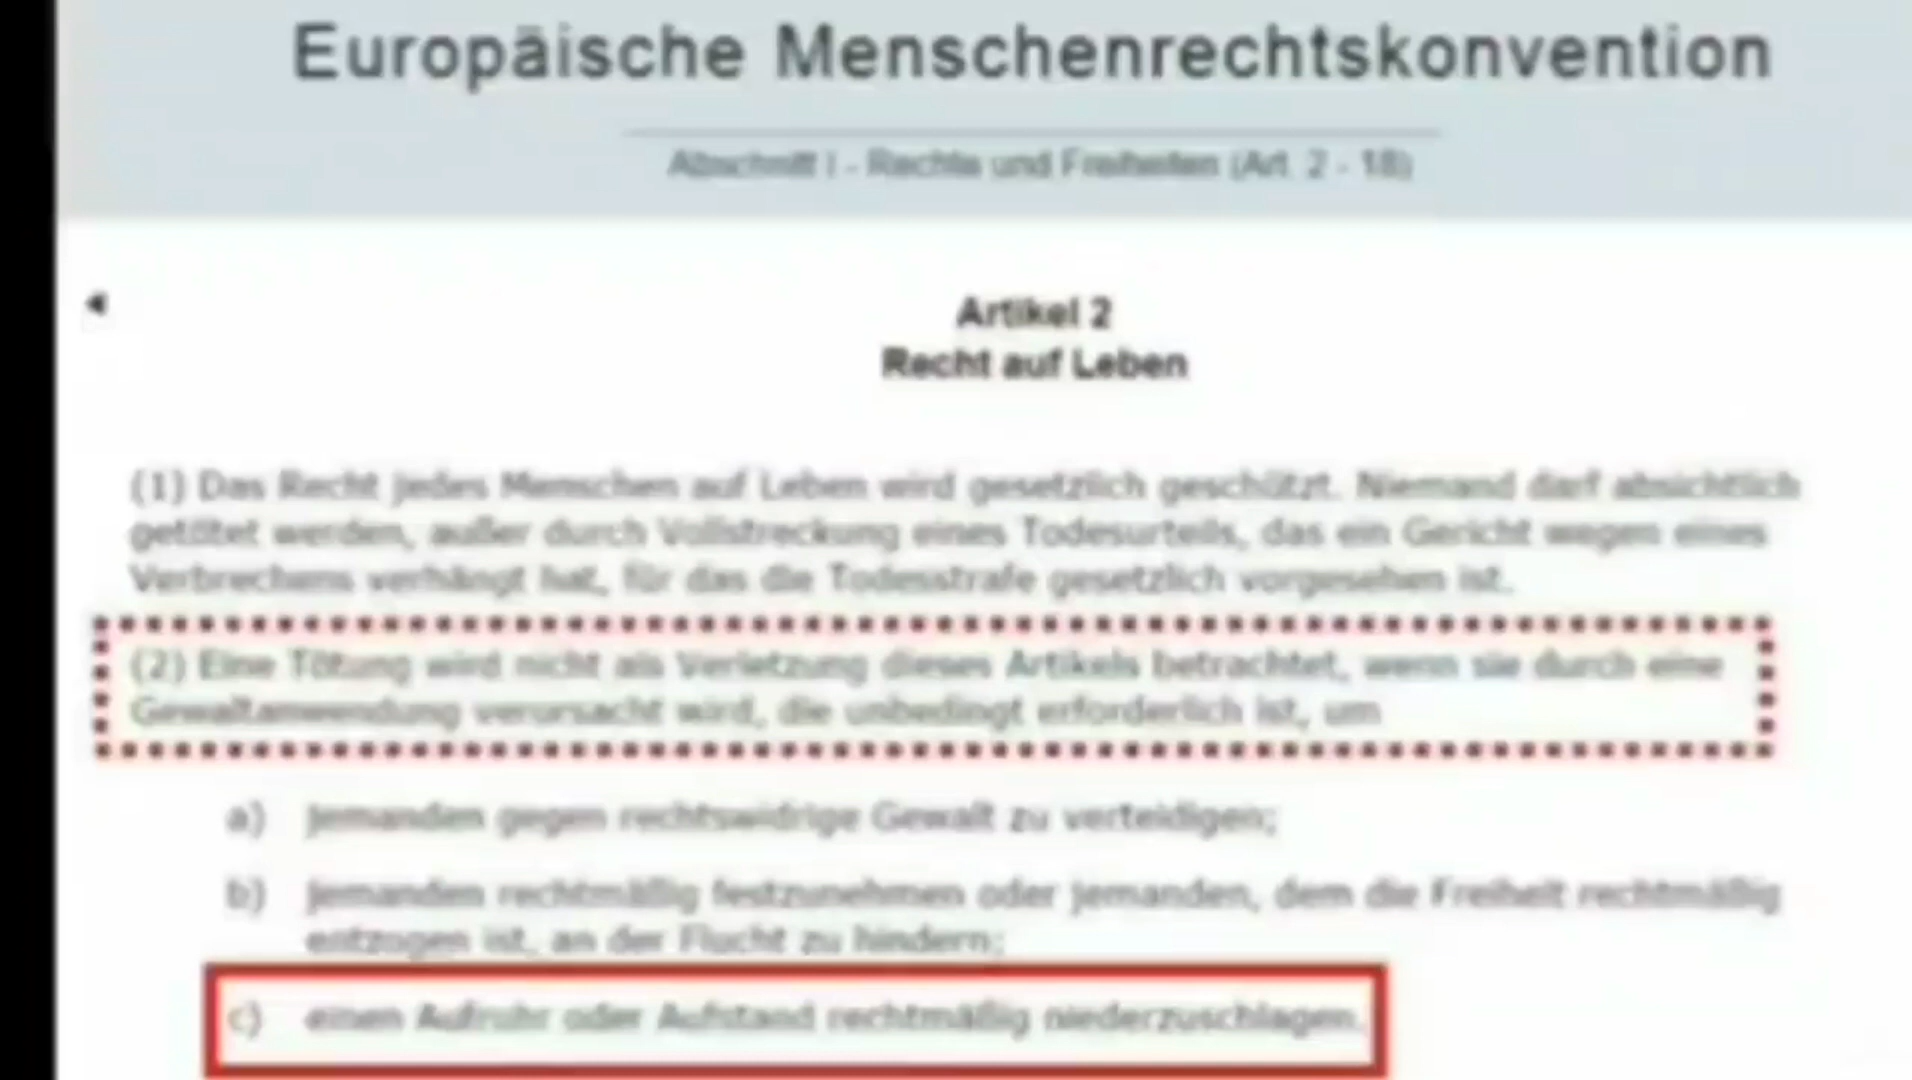 Europäische Menschenrechtskonvention
Abschnitt I - Rechte und Freiheiten (Art. 2 - 18)
Artikel 2
Recht auf Leben
(1) Das Recht jedes Menschen auf Leben wird gesetzlich geschützt. Niemand darf absichtlich
getötet werden, außer durch Vollstreckung eines Todesurteils, das ein Gericht wegen eines
Verbrechens verhängt hat, für das die Todesstrafe gesetzlich vorgesehen ist.
(2) Eine Tötung wird nicht als Verletzung dieses Artikels betrachtet, wenn sie durch eine
Gewaltanwendung verursacht wird, die unbedingt erforderlich ist, um
a) jemanden gegen rechtswidrige Gewalt zu verteidigen;
b) jemanden rechtmäßig festzunehmen oder jemanden, dem die Freiheit rechtmäßig
entzogen ist, an der Flucht zu hindern;
c) einen Aufruhr oder Aufstand rechtmäßig niederzuschlagen.